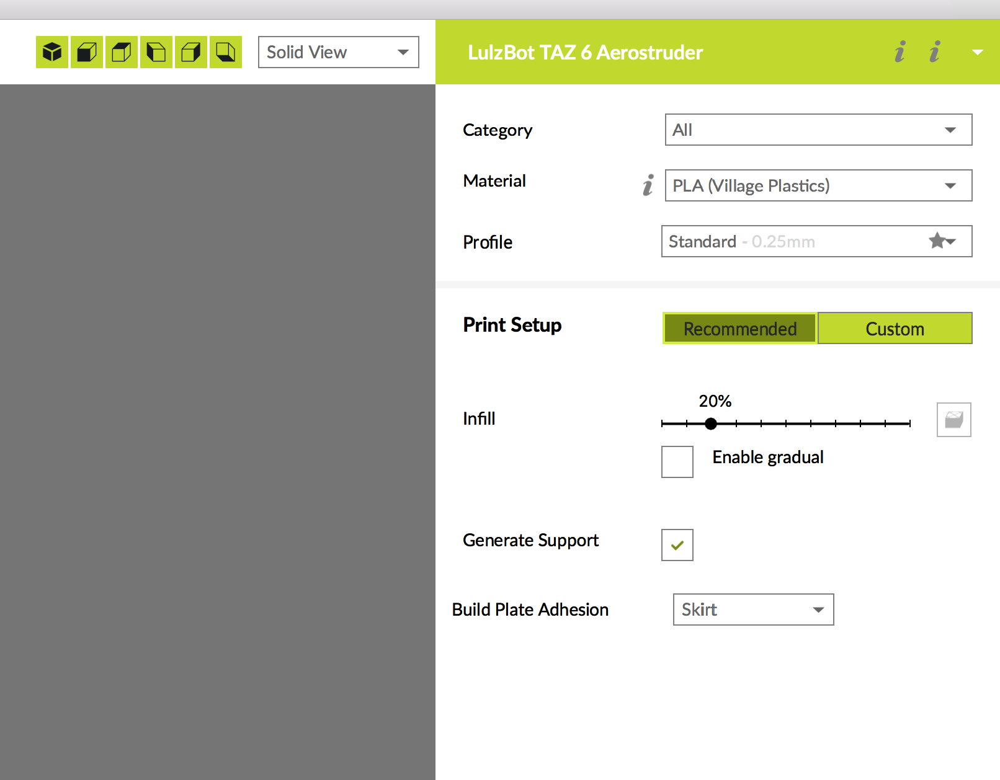 Solid View
LulzBot TAZ 6 Aerostruder
i i
Category
All
Material
i
PLA (Village Plastics)
Profile
Standard - 0.25mm
Print Setup
Recommended
Custom
20%
Infill
Enable gradual
Generate Support
Build Plate Adhesion
Skirt